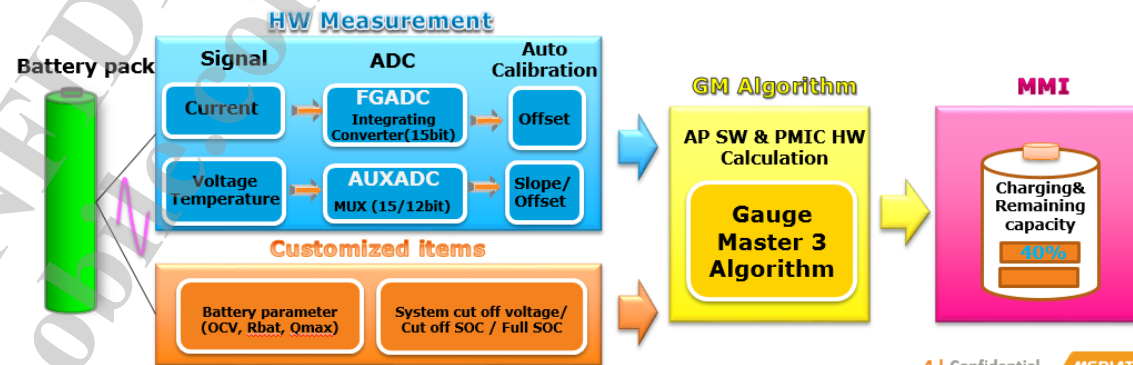 HW Measurement
Battery pack
Signal
ADC
Auto
Calibration
Current
FGADC
Integrating
Converter(15bit)
Offset
Voltage
Temperature
AUXADC
MUX (15/12bit)
Slope/
Offset
Customized items
Battery parameter
(OCV, Rbat, Qmax)
System cut off voltage/
Cut off SOC / Full SOC
GM Algorithm
AP SW & PMIC HW
Calculation
Gauge
Master 3
Algorithm
MMI
Charging&
Remaining
capacity
40%
4 | Confidential
MEDIAT